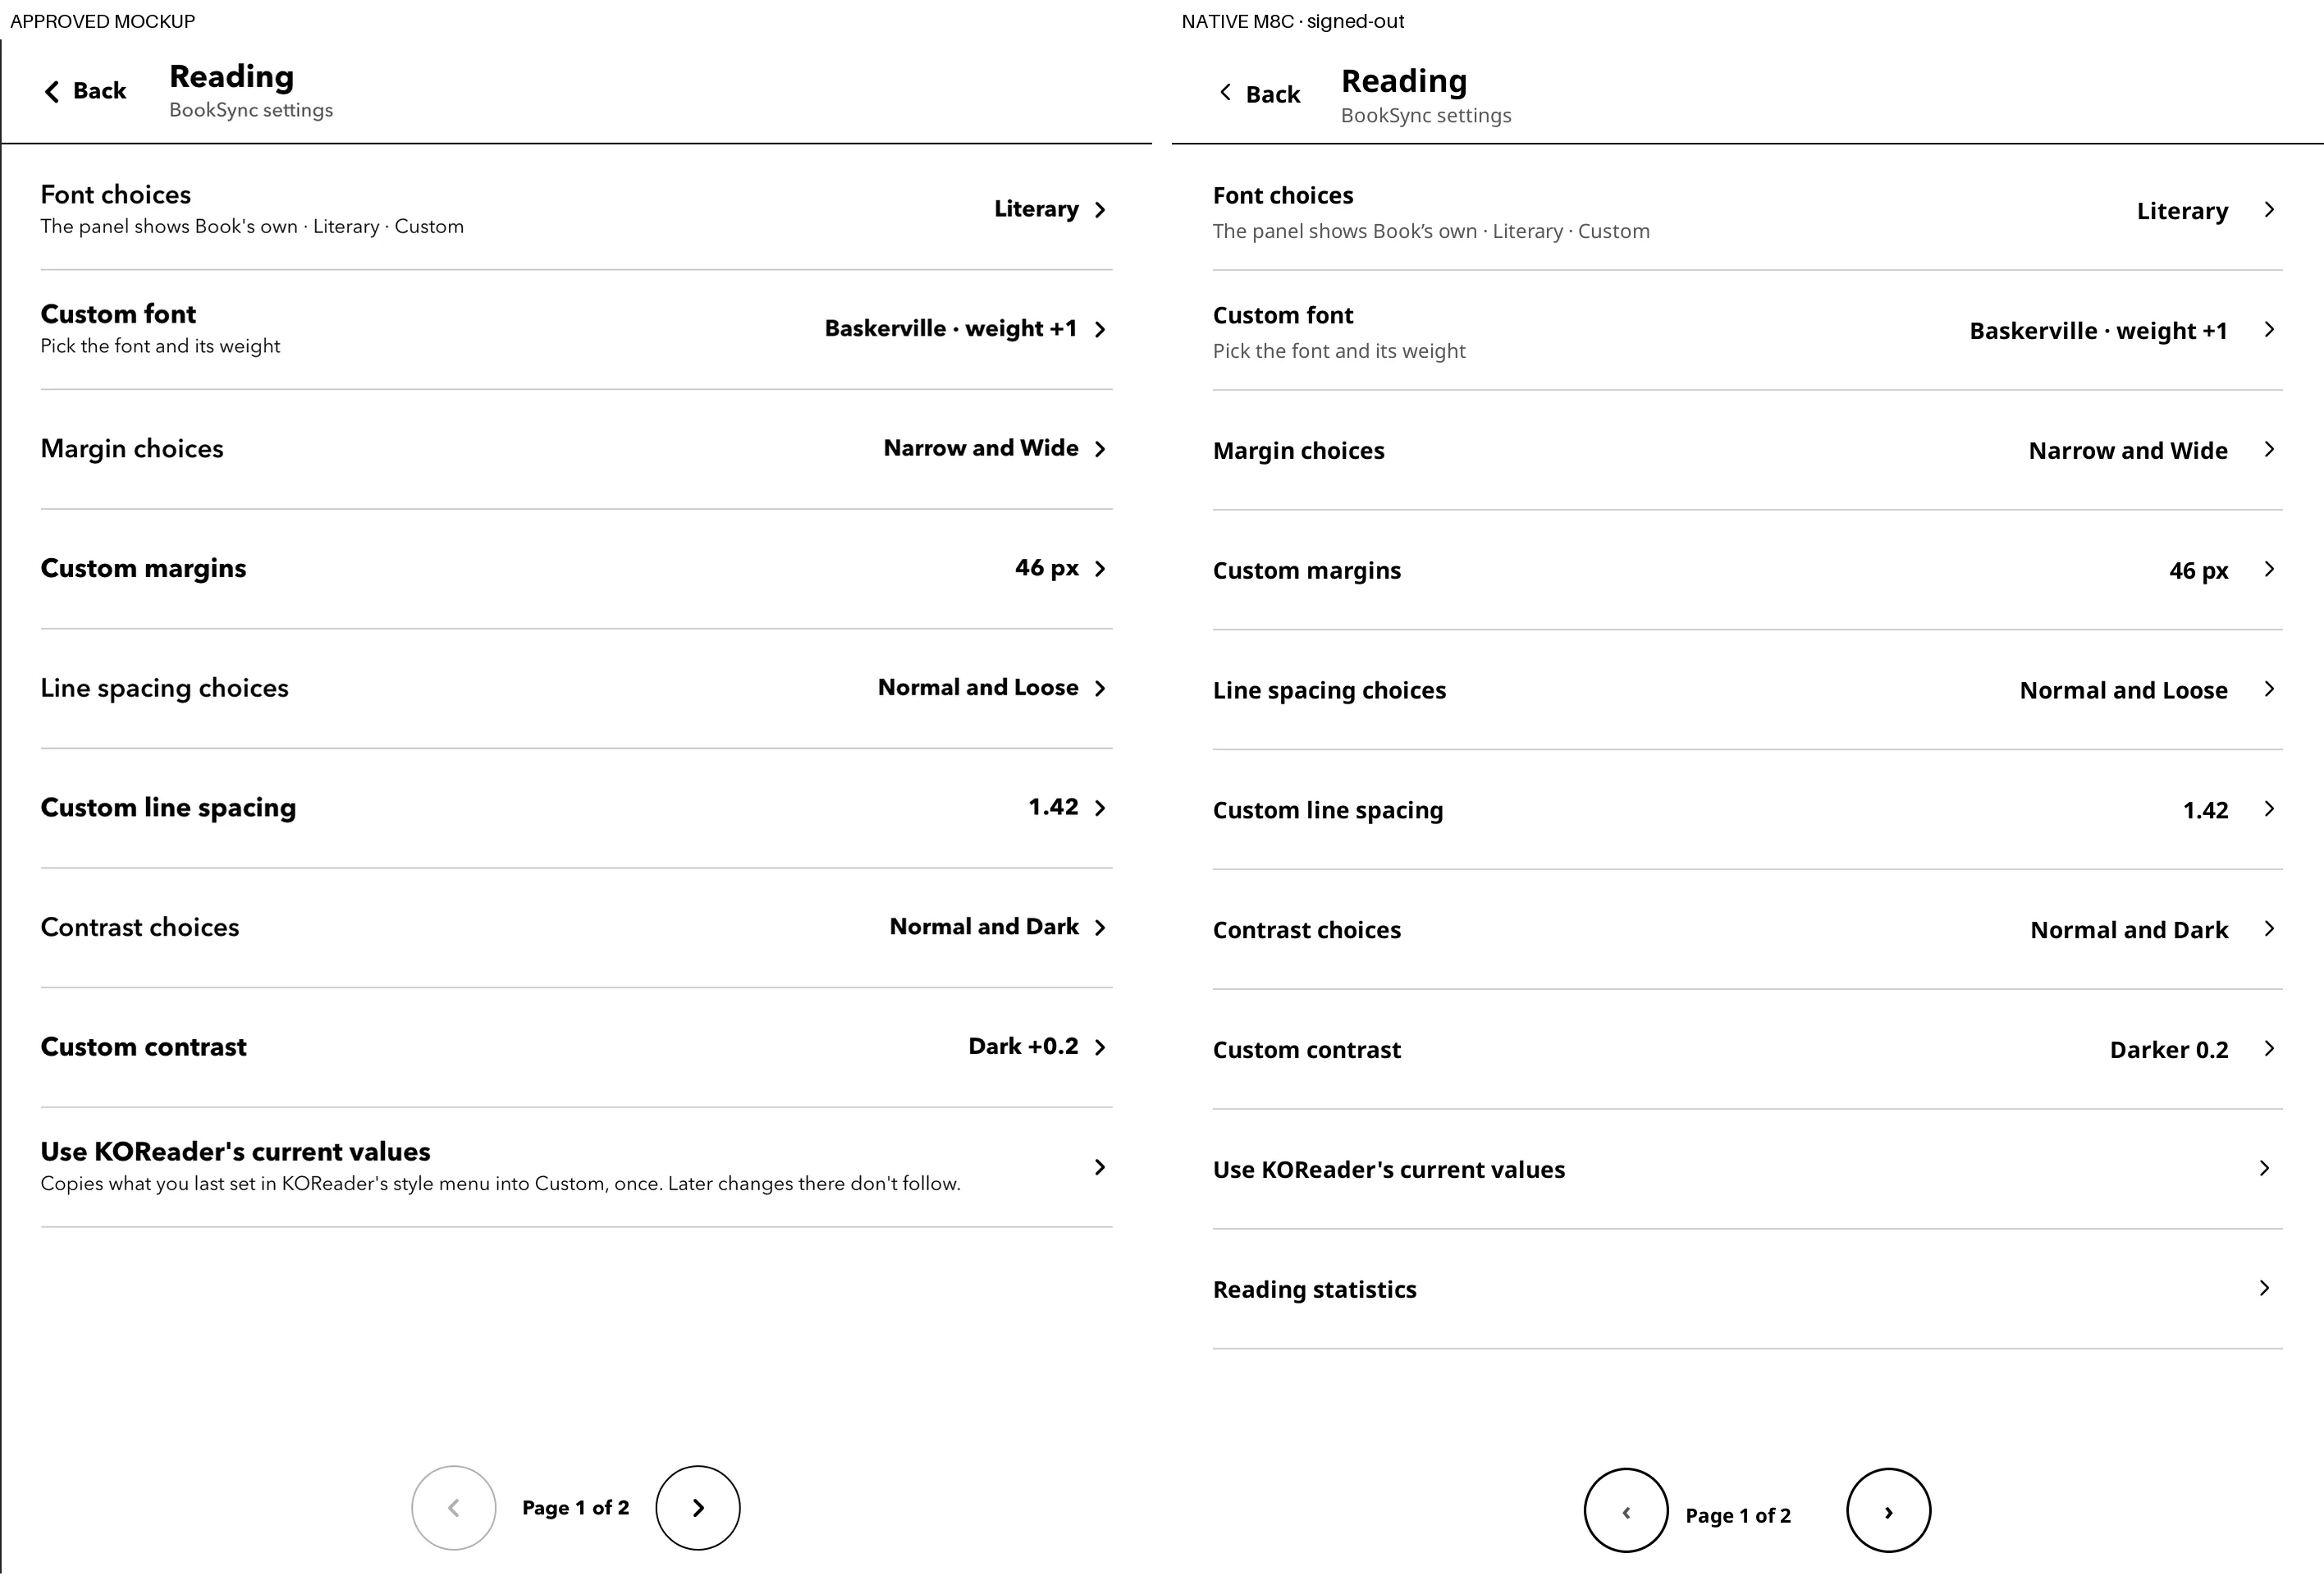 APPROVED MOCKUP
Back
Reading
BookSync settings
Font choices
The panel shows Book's own · Literary · Custom
Literary
Custom font
Pick the font and its weight
Baskerville · weight +1
Margin choices
Narrow and Wide
Custom margins
46 px
Line spacing choices
Normal and Loose
Custom line spacing
1.42
Contrast choices
Normal and Dark
Custom contrast
Dark +0.2
Use KOReader's current values
Copies what you last set in KOReader's style menu into Custom, once. Later changes there don't follow.
Page 1 of 2
NATIVE M8C · signed-out
Back
Reading
BookSync settings
Font choices
The panel shows Book’s own · Literary · Custom
Literary
Custom font
Pick the font and its weight
Baskerville · weight +1
Margin choices
Narrow and Wide
Custom margins
46 px
Line spacing choices
Normal and Loose
Custom line spacing
1.42
Contrast choices
Normal and Dark
Custom contrast
Darker 0.2
Use KOReader's current values
Reading statistics
Page 1 of 2